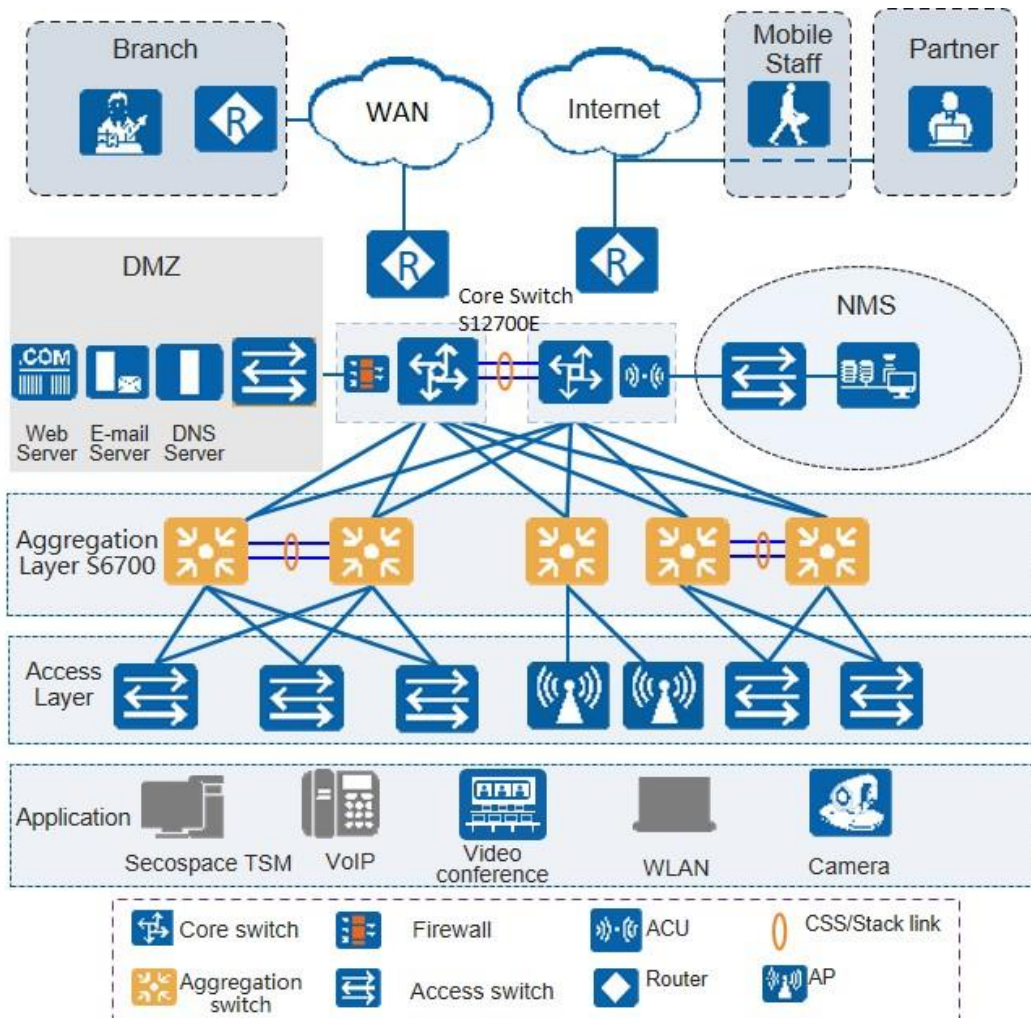 Branch
WAN
Internet
Mobile
Staff
Partner
R
R
R
DMZ
Core Switch
S12700E
NMS
.COM
Web
Server
E-mail
Server
DNS
Server
Aggregation
Layer S6700
Access
Layer
Application
Secospace TSM
VoIP
Video
conference
WLAN
Camera
Core switch
Firewall
ACU
CSS/Stack link
Aggregation
switch
Access switch
Router
AP